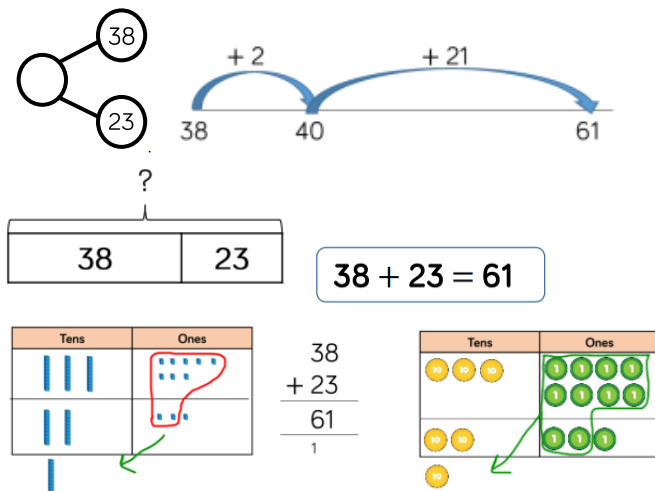 38
23
+ 2
+ 21
38
40
61
?
38
23
38 + 23 = 61
Tens Ones
38
+ 23
61
1
Tens Ones
10 10 10
1 1 1 1
1 1 1 1
10 10
1 1 1
10